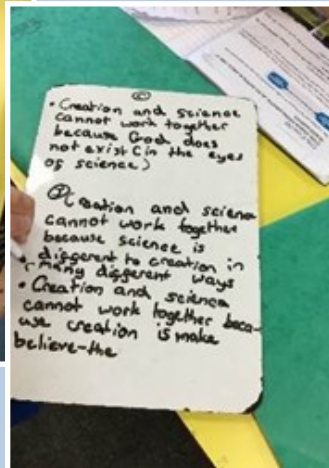 ©
• Creation and science
cannot work together
because God does
not exist (in the eyes
of science)
Creation and science
cannot work together
because science is
different to creation in
many different ways
• Creation and science
cannot work together beca-
use creation is make
believe-the